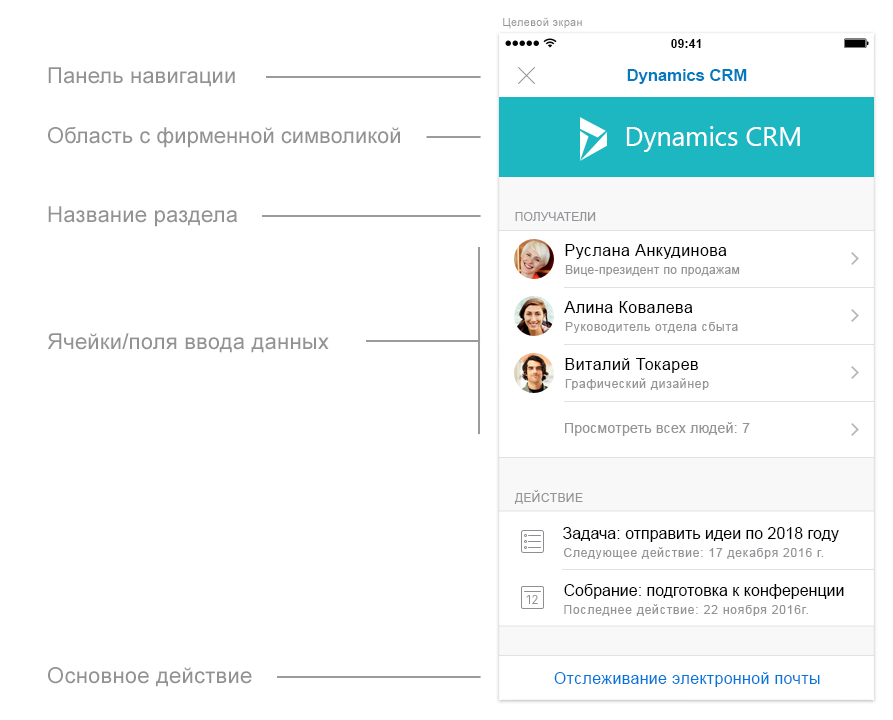 Целевой экран
09:41
Панель навигации
Dynamics CRM
Область с фирменной символикой
Dynamics CRM
Название раздела
ПОЛУЧАТЕЛИ
Руслана Анкудинова
Вице-президент по продажам
Алина Ковалева
Руководитель отдела сбыта
Ячейки/поля ввода данных
Виталий Токарев
Графический дизайнер
Просмотреть всех людей: 7
ДЕЙСТВИЕ
Задача: отправить идеи по 2018 году
Следующее действие: 17 декабря 2016 г.
12
Собрание: подготовка к конференции
Последнее действие: 22 ноября 2016г.
Основное действие
Отслеживание электронной почты